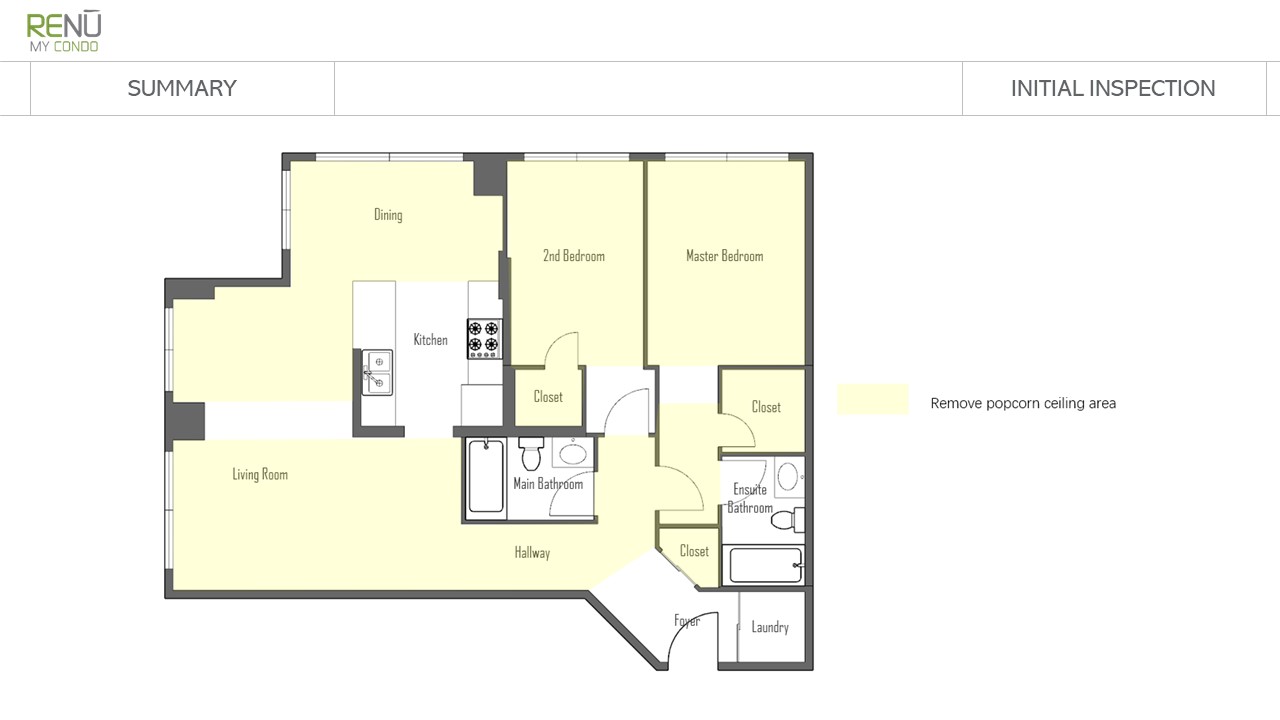 RENŪ
MY CONDO
SUMMARY
INITIAL INSPECTION
Dining
2nd Bedroom
Master Bedroom
Kitchen
Closet
Closet
Remove popcorn ceiling area
Living Room
Main Bathroom
Ensuite
Bathroom
Hallway
Closet
Foyer
Laundry